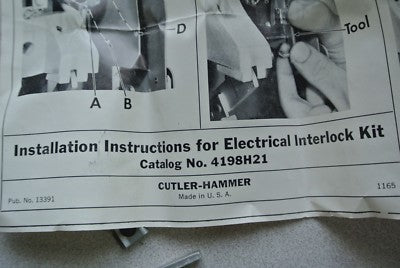 D
Tool
A B
Installation Instructions for Electrical Interlock Kit
Catalog No. 4198H21
CUTLER-HAMMER
Pub. No. 13391 Made in U. S. A. 1165